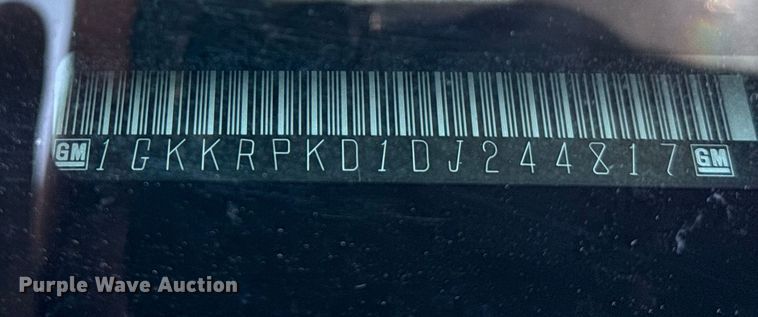 GM 1GKKRPKD1DJ244817 GM
Purple Wave Auction